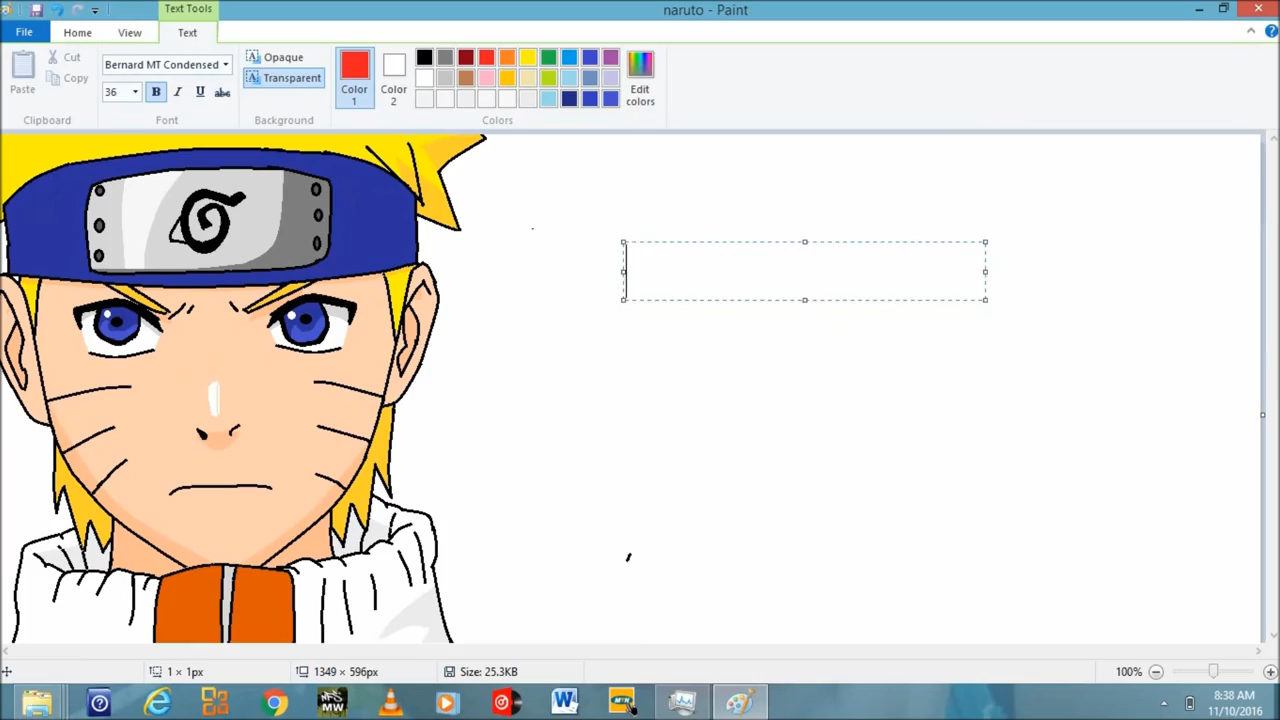 Text Tools
naruto - Paint
File
Home
View
Text
Paste
Cut
Copy
Clipboard
Bernard MT Condensed
36
B
I
U
abc
Font
Opaque
Transparent
Background
Color
1
Color
2
Edit
colors
Colors
1 × 1px
1349 × 596px
Size: 25.3KB
100%
MW
W
MTN
8:38 AM
11/10/2016